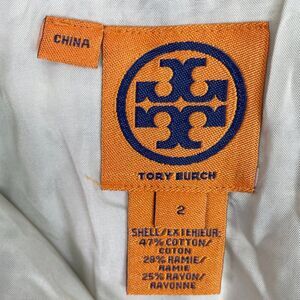 CHINA
TORY BURCH
2
SHELL/EXTERIEUR:
47% COTTON/
COTON
28% RAMIE/
RAMIE
25% RAYON/
RAYONNE